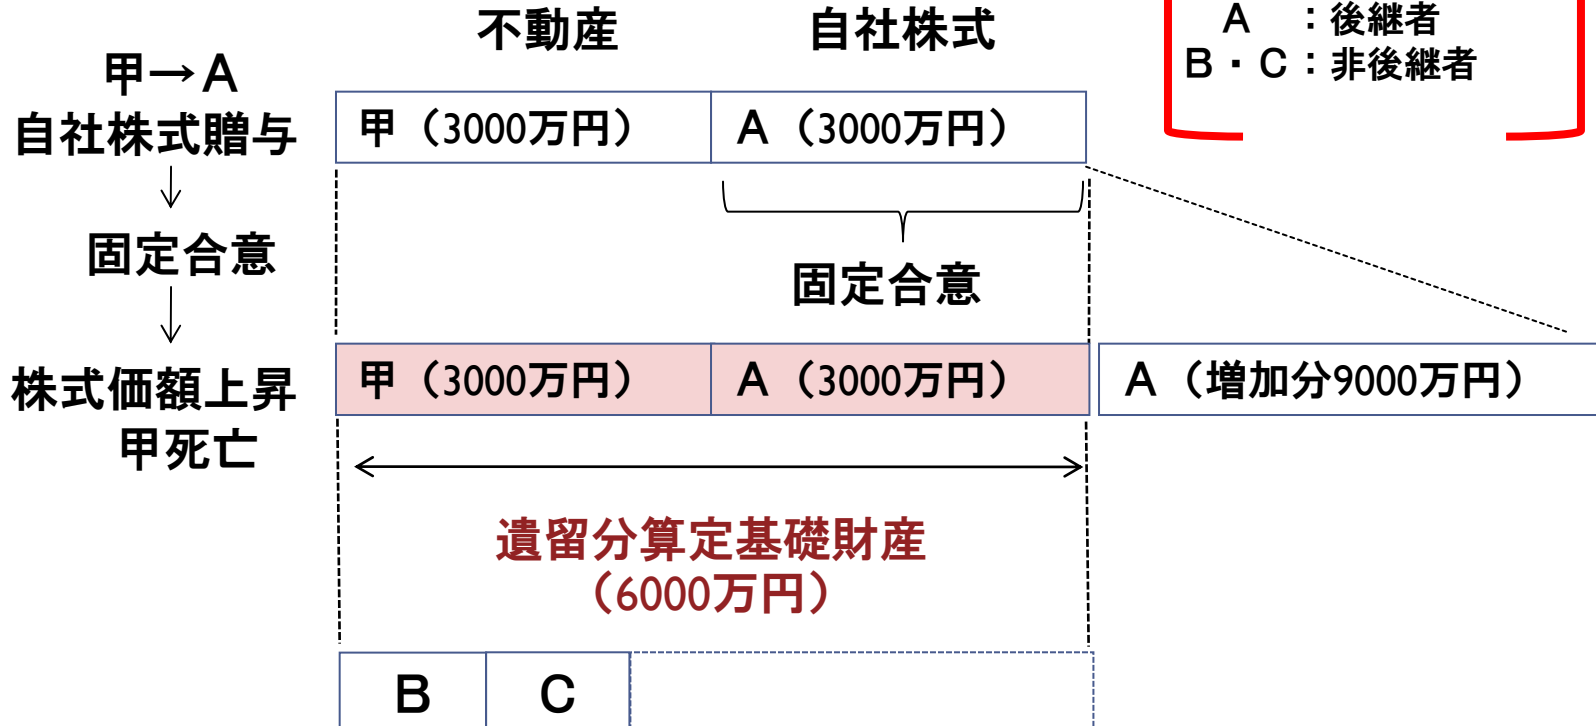 不動産
自社株式
A ：後継者
B・C：非後継者
甲→A
自社株式贈与
甲（3000万円）
A（3000万円）
固定合意
固定合意
株式価額上昇
甲死亡
甲（3000万円）
A（3000万円）
A（増加分9000万円）
遺留分算定基礎財産
（6000万円）
B
C